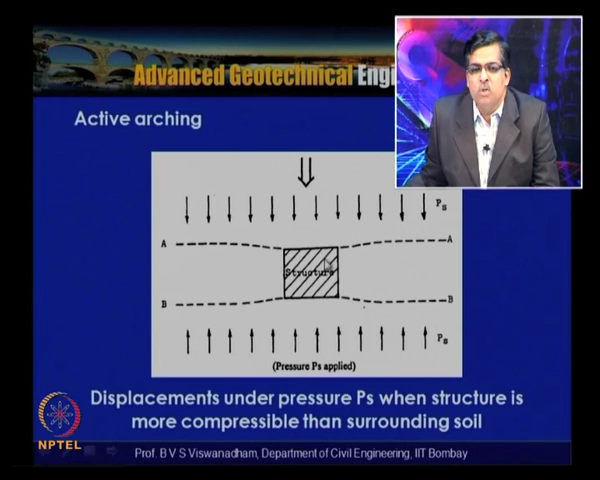 Advanced Geotechnical Eng
Active arching
Ps
A
A
Structure
B
B
Ps
(Pressure Ps applied)
Displacements under pressure Ps when structure is
more compressible than surrounding soil
NPTEL
Prof. B V S Viswanadham, Department of Civil Engineering, IIT Bombay